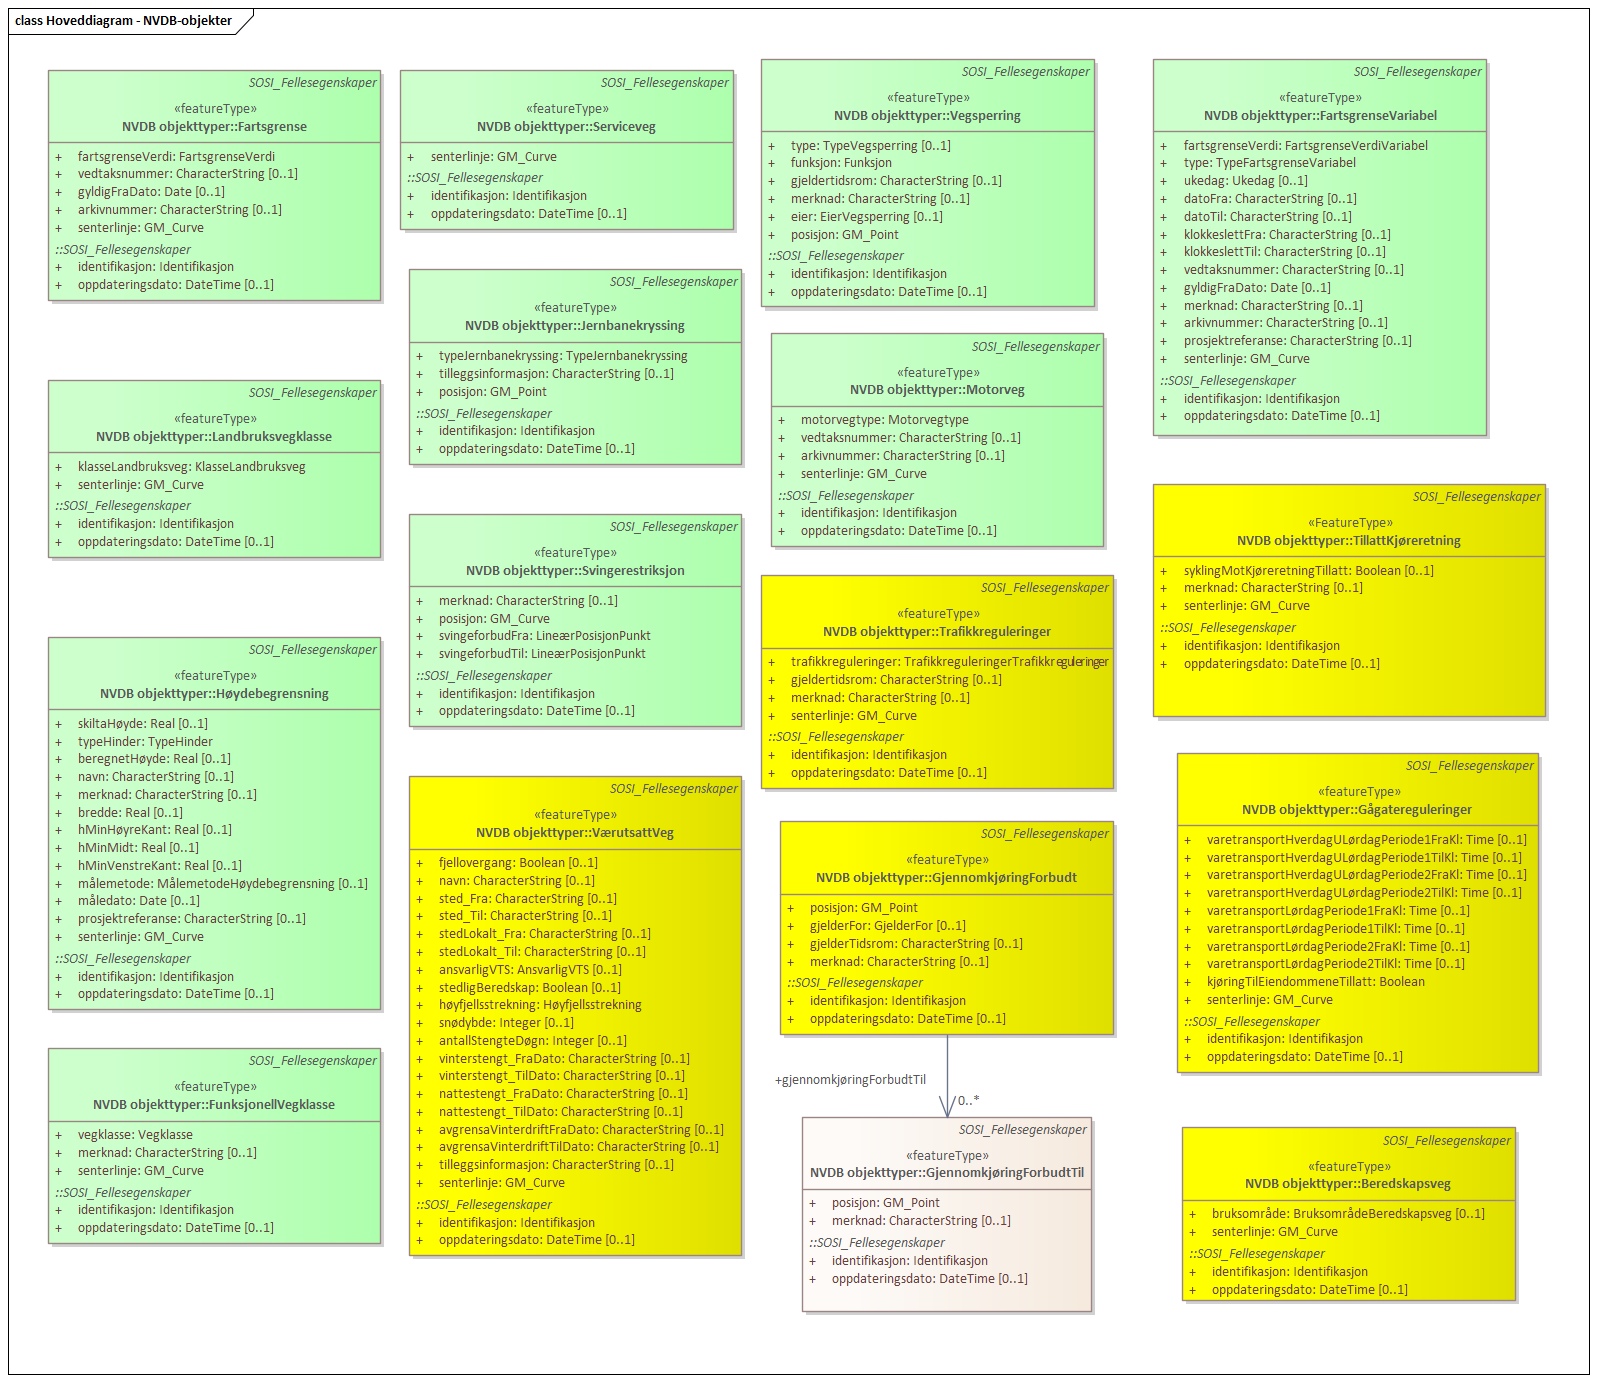 class Hoveddiagram - NVDB-objekter
SOSI_Fellesegenskaper
«featureType»
NVDB objekttyper::Fartsgrense
+ fartsgrenseVerdi: FartsgrenseVerdi
+ vedtaksnummer: CharacterString [0..1]
+ gyldigFraDato: Date [0..1]
+ arkivnummer: CharacterString [0..1]
+ senterlinje: GM_Curve
::SOSI_Fellesegenskaper
+ identifikasjon: Identifikasjon
+ oppdateringsdato: DateTime [0..1]
SOSI_Fellesegenskaper
«featureType»
NVDB objekttyper::Landbruksvegklasse
+ klasseLandbruksveg: KlasseLandbruksveg
+ senterlinje: GM_Curve
::SOSI_Fellesegenskaper
+ identifikasjon: Identifikasjon
+ oppdateringsdato: DateTime [0..1]
SOSI_Fellesegenskaper
«featureType»
NVDB objekttyper::Høydebegrensning
+ skiltaHøyde: Real [0..1]
+ typeHinder: TypeHinder
+ beregnetHøyde: Real [0..1]
+ navn: CharacterString [0..1]
+ merknad: CharacterString [0..1]
+ bredde: Real [0..1]
+ hMinHøyreKant: Real [0..1]
+ hMinMidt: Real [0..1]
+ hMinVenstreKant: Real [0..1]
+ målemetode: MålemetodeHøydebegrensning [0..1]
+ måledato: Date [0..1]
+ prosjektreferanse: CharacterString [0..1]
+ senterlinje: GM_Curve
::SOSI_Fellesegenskaper
+ identifikasjon: Identifikasjon
+ oppdateringsdato: DateTime [0..1]
SOSI_Fellesegenskaper
«featureType»
NVDB objekttyper::FunksjonellVegklasse
+ vegklasse: Vegklasse
+ merknad: CharacterString [0..1]
+ senterlinje: GM_Curve
::SOSI_Fellesegenskaper
+ identifikasjon: Identifikasjon
+ oppdateringsdato: DateTime [0..1]
SOSI_Fellesegenskaper
«featureType»
NVDB objekttyper::Serviceveg
+ senterlinje: GM_Curve
::SOSI_Fellesegenskaper
+ identifikasjon: Identifikasjon
+ oppdateringsdato: DateTime [0..1]
SOSI_Fellesegenskaper
«featureType»
NVDB objekttyper::Jernbanekryssing
+ typeJernbanekryssing: TypeJernbanekryssing
+ tilleggsinformasjon: CharacterString [0..1]
+ posisjon: GM_Point
::SOSI_Fellesegenskaper
+ identifikasjon: Identifikasjon
+ oppdateringsdato: DateTime [0..1]
SOSI_Fellesegenskaper
«featureType»
NVDB objekttyper::Svingerestriksjon
+ merknad: CharacterString [0..1]
+ posisjon: GM_Curve
+ svingeforbudFra: LineærPosisjonPunkt
+ svingeforbudTil: LineærPosisjonPunkt
::SOSI_Fellesegenskaper
+ identifikasjon: Identifikasjon
+ oppdateringsdato: DateTime [0..1]
SOSI_Fellesegenskaper
«featureType»
NVDB objekttyper::VærutsattVeg
+ fjellovergang: Boolean [0..1]
+ navn: CharacterString [0..1]
+ sted_Fra: CharacterString [0..1]
+ sted_Til: CharacterString [0..1]
+ stedLokalt_Fra: CharacterString [0..1]
+ stedLokalt_Til: CharacterString [0..1]
+ ansvarligVTS: AnsvarligVTS [0..1]
+ stedligBeredskap: Boolean [0..1]
+ høyfjellsstrekning: Høyfjellsstrekning
+ snødybde: Integer [0..1]
+ antallStengteDøgn: Integer [0..1]
+ vinterstengt_FraDato: CharacterString [0..1]
+ vinterstengt_TilDato: CharacterString [0..1]
+ nattestengt_FraDato: CharacterString [0..1]
+ nattestengt_TilDato: CharacterString [0..1]
+ avgrensaVinterdriftFraDato: CharacterString [0..1]
+ avgrensaVinterdriftTilDato: CharacterString [0..1]
+ tilleggsinformasjon: CharacterString [0..1]
+ senterlinje: GM_Curve
::SOSI_Fellesegenskaper
+ identifikasjon: Identifikasjon
+ oppdateringsdato: DateTime [0..1]
SOSI_Fellesegenskaper
«featureType»
NVDB objekttyper::Vegsperring
+ type: TypeVegsperring [0..1]
+ funksjon: Funksjon
+ gjeldertidsrom: CharacterString [0..1]
+ merknad: CharacterString [0..1]
+ eier: EierVegsperring [0..1]
+ posisjon: GM_Point
::SOSI_Fellesegenskaper
+ identifikasjon: Identifikasjon
+ oppdateringsdato: DateTime [0..1]
SOSI_Fellesegenskaper
«featureType»
NVDB objekttyper::Motorveg
+ motorvegtype: Motorvegtype
+ vedtaksnummer: CharacterString [0..1]
+ arkivnummer: CharacterString [0..1]
+ senterlinje: GM_Curve
::SOSI_Fellesegenskaper
+ identifikasjon: Identifikasjon
+ oppdateringsdato: DateTime [0..1]
SOSI_Fellesegenskaper
«featureType»
NVDB objekttyper::Trafikkreguleringer
+ trafikkreguleringer: TrafikkreguleringerTrafikkreguleringer
+ gjeldertidsrom: CharacterString [0..1]
+ merknad: CharacterString [0..1]
+ senterlinje: GM_Curve
::SOSI_Fellesegenskaper
+ identifikasjon: Identifikasjon
+ oppdateringsdato: DateTime [0..1]
SOSI_Fellesegenskaper
«featureType»
NVDB objekttyper::GjennomkjøringForbudt
+ posisjon: GM_Point
+ gjelderFor: GjelderFor [0..1]
+ gjelderTidsrom: CharacterString [0..1]
+ merknad: CharacterString [0..1]
::SOSI_Fellesegenskaper
+ identifikasjon: Identifikasjon
+ oppdateringsdato: DateTime [0..1]
+gjennomkjøringForbudtTil
0..*
SOSI_Fellesegenskaper
«featureType»
NVDB objekttyper::GjennomkjøringForbudtTil
+ posisjon: GM_Point
+ merknad: CharacterString [0..1]
::SOSI_Fellesegenskaper
+ identifikasjon: Identifikasjon
+ oppdateringsdato: DateTime [0..1]
SOSI_Fellesegenskaper
«featureType»
NVDB objekttyper::FartsgrenseVariabel
+ fartsgrenseVerdi: FartsgrenseVerdiVariabel
+ type: TypeFartsgrenseVariabel
+ ukedag: Ukedag [0..1]
+ datoFra: CharacterString [0..1]
+ datoTil: CharacterString [0..1]
+ klokkeslettFra: CharacterString [0..1]
+ klokkeslettTil: CharacterString [0..1]
+ vedtaksnummer: CharacterString [0..1]
+ gyldigFraDato: Date [0..1]
+ merknad: CharacterString [0..1]
+ arkivnummer: CharacterString [0..1]
+ prosjektreferanse: CharacterString [0..1]
+ senterlinje: GM_Curve
::SOSI_Fellesegenskaper
+ identifikasjon: Identifikasjon
+ oppdateringsdato: DateTime [0..1]
SOSI_Fellesegenskaper
«FeatureType»
NVDB objekttyper::TillattKjøreretning
+ syklingMotKjøreretningTillatt: Boolean [0..1]
+ merknad: CharacterString [0..1]
+ senterlinje: GM_Curve
::SOSI_Fellesegenskaper
+ identifikasjon: Identifikasjon
+ oppdateringsdato: DateTime [0..1]
SOSI_Fellesegenskaper
«featureType»
NVDB objekttyper::Gågatereguleringer
+ varetransportHverdagULørdagPeriode1FraKl: Time [0..1]
+ varetransportHverdagULørdagPeriode1TilKl: Time [0..1]
+ varetransportHverdagULørdagPeriode2FraKl: Time [0..1]
+ varetransportHverdagULørdagPeriode2TilKl: Time [0..1]
+ varetransportLørdagPeriode1FraKl: Time [0..1]
+ varetransportLørdagPeriode1TilKl: Time [0..1]
+ varetransportLørdagPeriode2FraKl: Time [0..1]
+ varetransportLørdagPeriode2TilKl: Time [0..1]
+ kjøringTilEiendommeneTillatt: Boolean
+ senterlinje: GM_Curve
::SOSI_Fellesegenskaper
+ identifikasjon: Identifikasjon
+ oppdateringsdato: DateTime [0..1]
SOSI_Fellesegenskaper
«featureType»
NVDB objekttyper::Beredskapsveg
+ bruksområde: BruksområdeBeredskapsveg [0..1]
+ senterlinje: GM_Curve
::SOSI_Fellesegenskaper
+ identifikasjon: Identifikasjon
+ oppdateringsdato: DateTime [0..1]